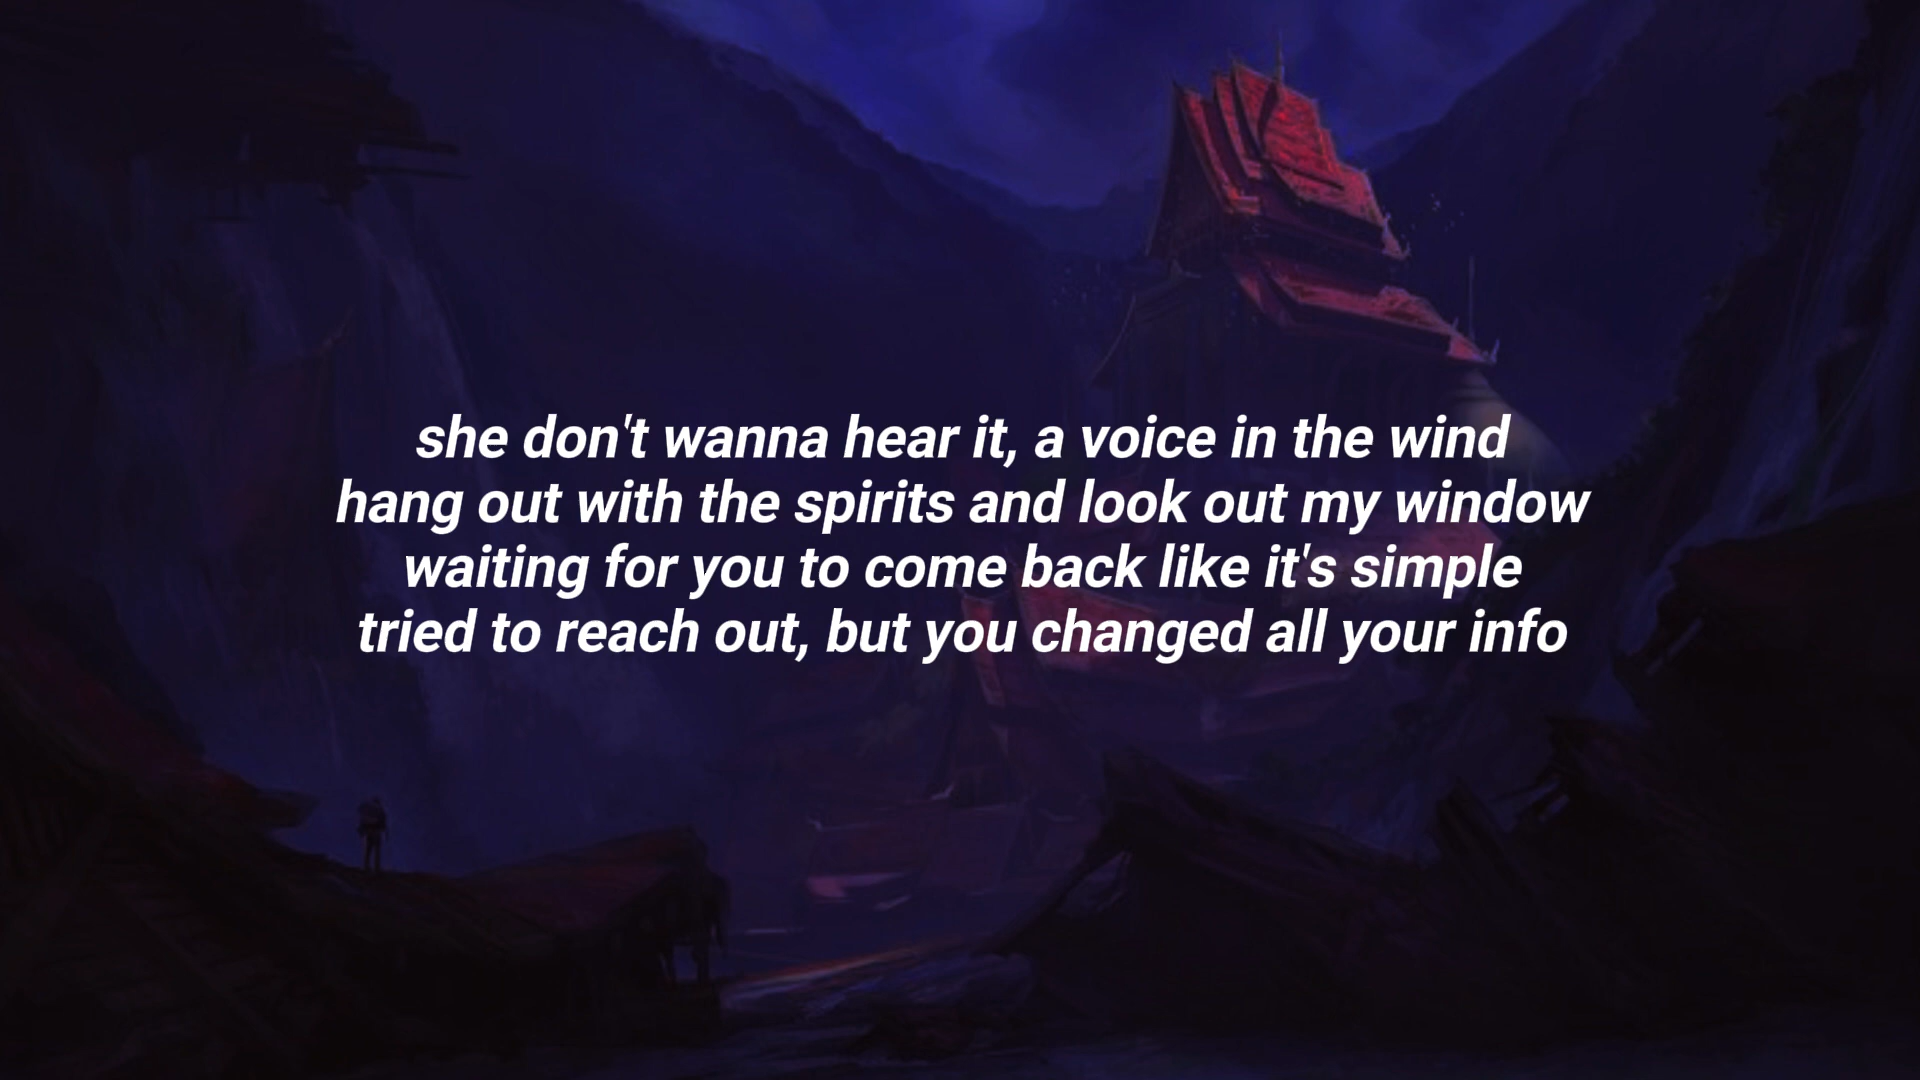 she don't wanna hear it, a voice in the wind
hang out with the spirits and look out my window
waiting for you to come back like it's simple
tried to reach out, but you changed all your info